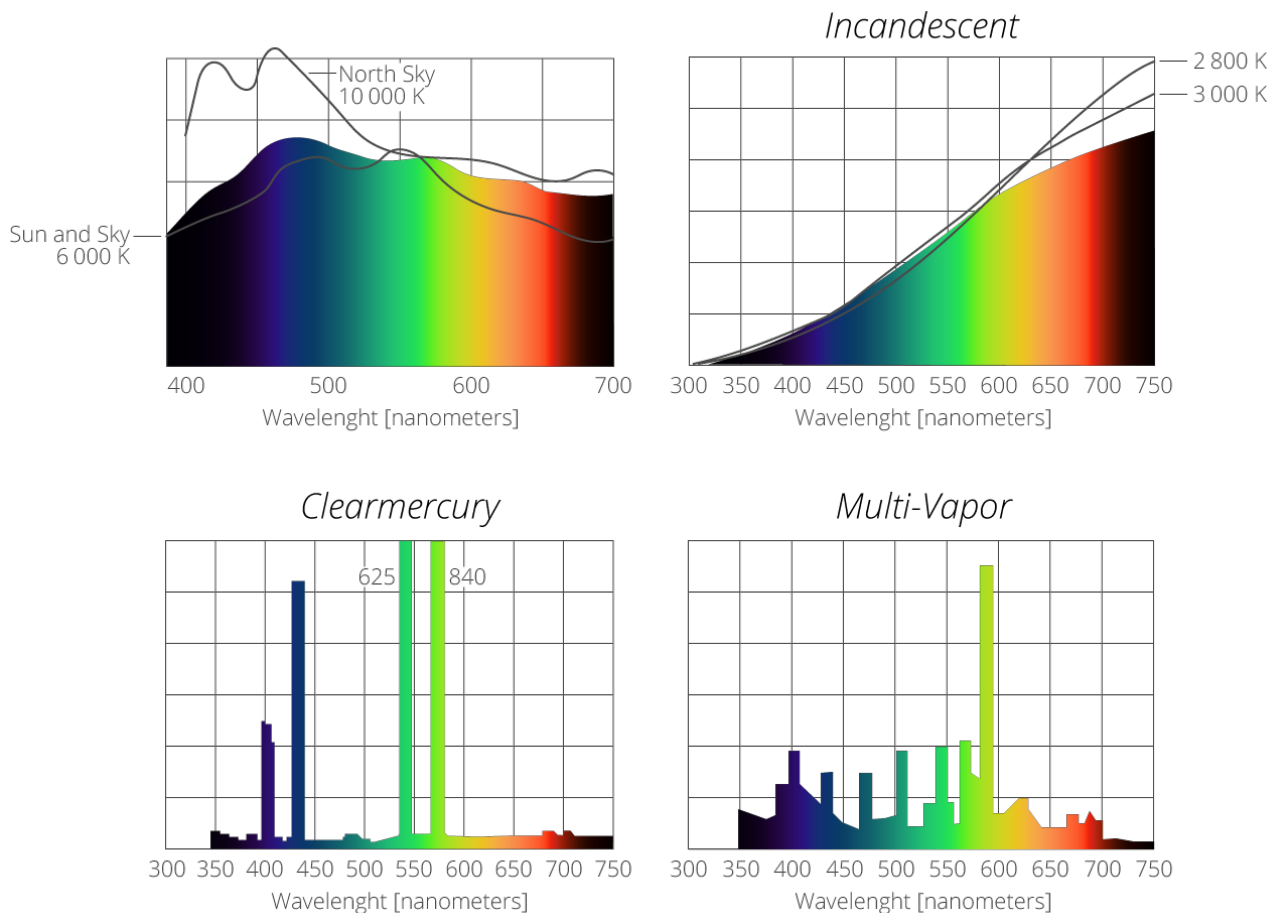 North Sky
10 000 K
Sun and Sky
6 000 K
400 500 600 700
Wavelenght [nanometers]
Incandescent
2 800 K
3 000 K
300 350 400 450 500 550 600 650 700 750
Wavelenght [nanometers]
Clearmercury
625 840
300 350 400 450 500 550 600 650 700 750
Wavelenght [nanometers]
Multi-Vapor
300 350 400 450 500 550 600 650 700 750
Wavelenght [nanometers]